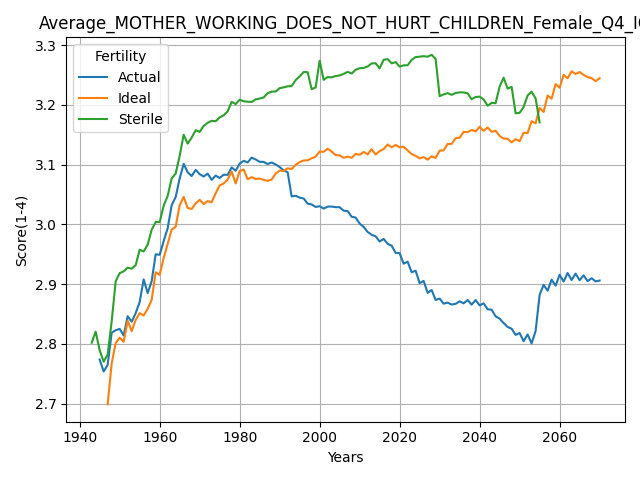 Average_MOTHER_WORKING_DOES_NOT_HURT_CHILDREN_Female_Q4_I
Fertility
Actual
Ideal
Sterile
Score(1-4)
3.3
3.2
3.1
3.0
2.9
2.8
2.7
1940 1960 1980 2000 2020 2040 2060
Years